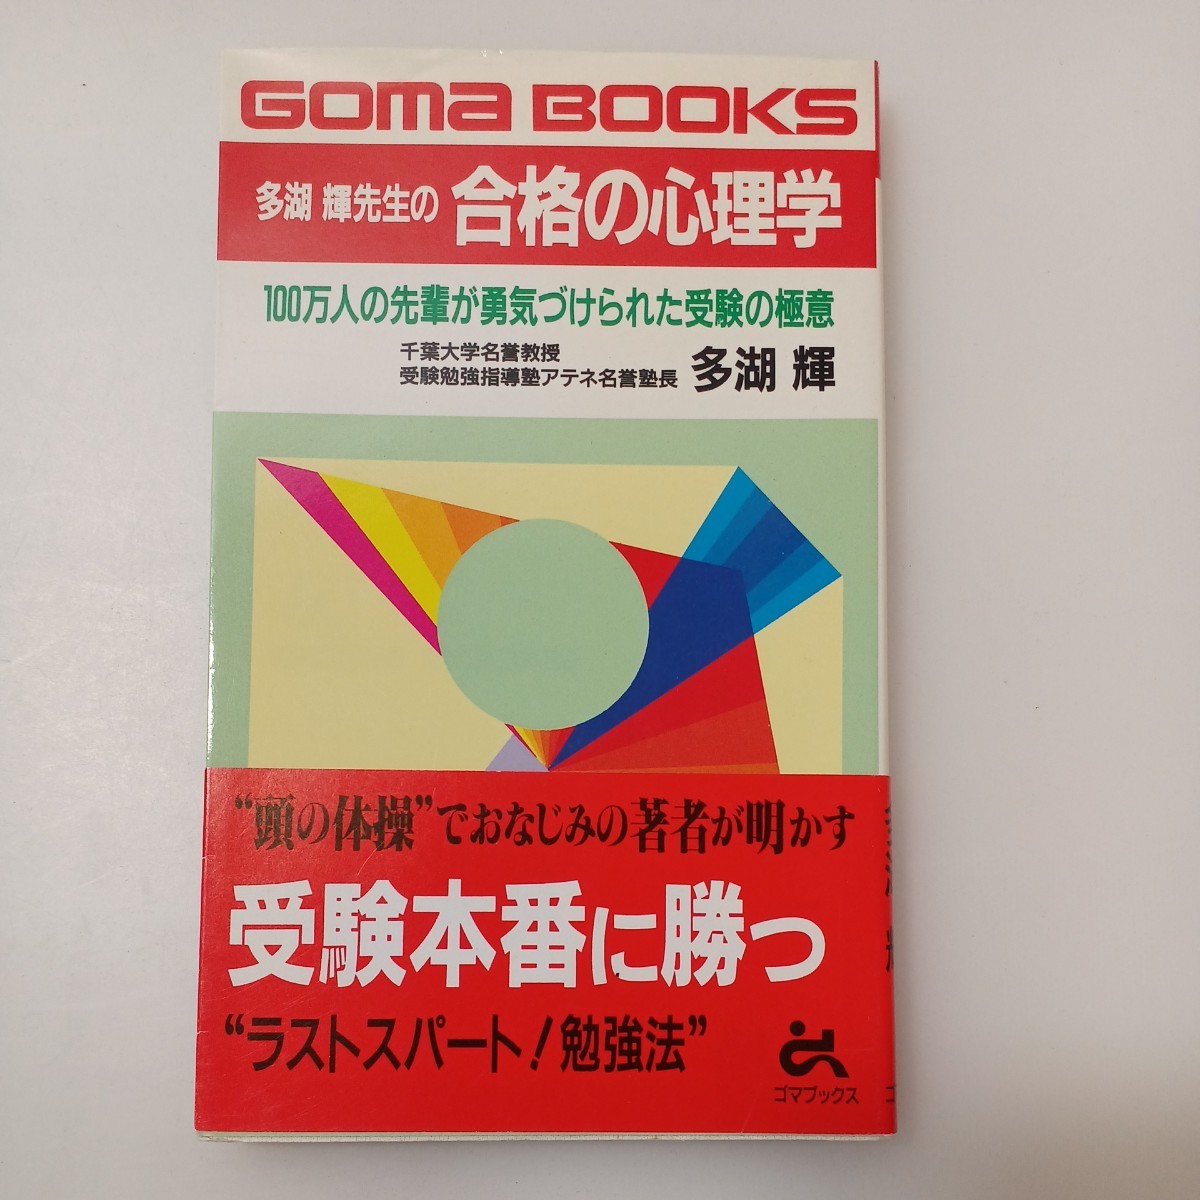 GOMA BOOKS
多湖 輝先生の 合格の心理学
100万人の先輩が勇気づけられた受験の極意
千葉大学名誉教授
受験勉強指導塾アテネ名誉塾長 多湖 輝
“頭の体操”でおなじみの著者が明かす
受験本番に勝つ
“ラストスパート!勉強法”
ゴマブックス